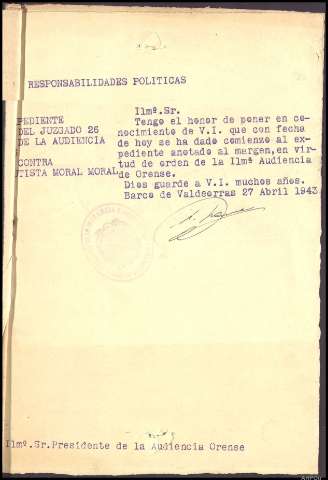 RESPONSABILIDADES POLITICAS
Ilmº.Sr.
PEDIENTE
DEL JUZGADO 26
DE LA AUDIENCIA
CONTRA
TISTA MORAL MORAL
Tengo el honor de poner en co-
nocimiento de V.I. que con fecha
de hoy se ha dado comienzo al ex-
pediente anotado al margen,en vir-
tud de orden de la Ilmª Audiencia
de Orense.
Dios guarde a V.I. muchos años.
Barco de Valdeorras 27 Abril 1943
Ilmº.Sr.Presidente de la Audiencia Orense